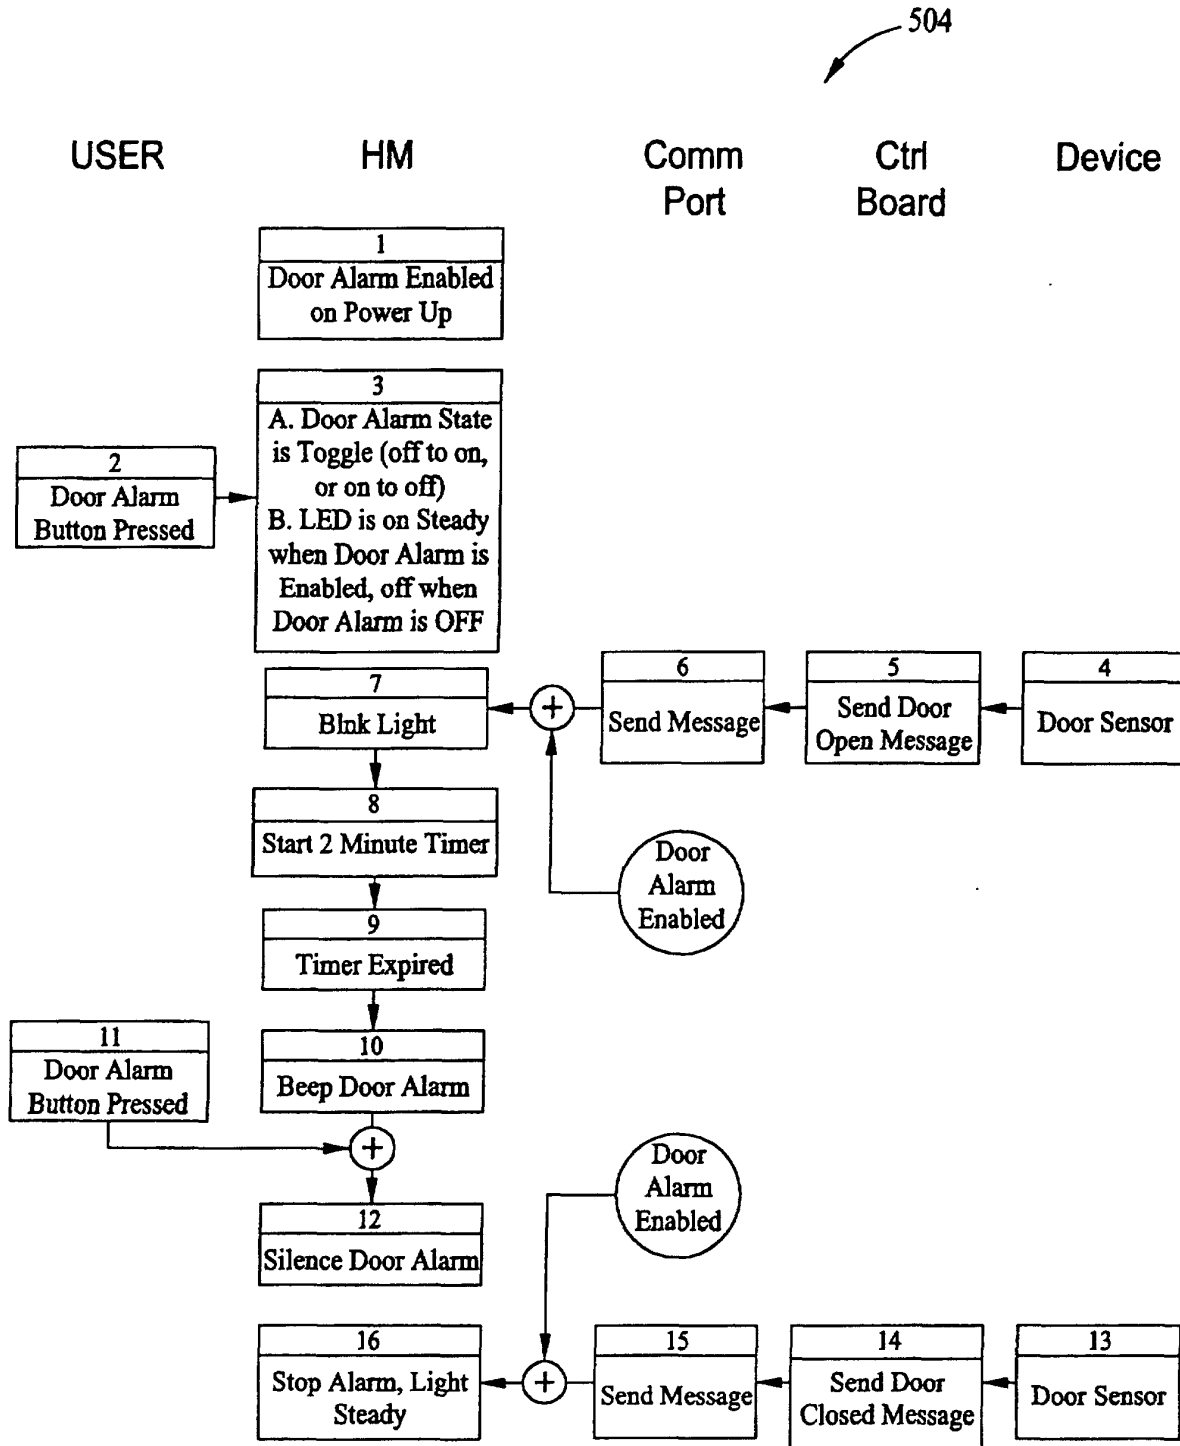 504
USER
HM
Comm
Port
Ctrl
Board
Device
1
Door Alarm Enabled
on Power Up
2
Door Alarm
Button Pressed
3
A. Door Alarm State
is Toggle (off to on,
or on to off)
B. LED is on Steady
when Door Alarm is
Enabled, off when
Door Alarm is OFF
7
Blnk Light
+
6
Send Message
5
Send Door
Open Message
4
Door Sensor
8
Start 2 Minute Timer
Door
Alarm
Enabled
9
Timer Expired
11
Door Alarm
Button Pressed
10
Beep Door Alarm
+
Door
Alarm
Enabled
12
Silence Door Alarm
16
Stop Alarm, Light
Steady
+
15
Send Message
14
Send Door
Closed Message
13
Door Sensor